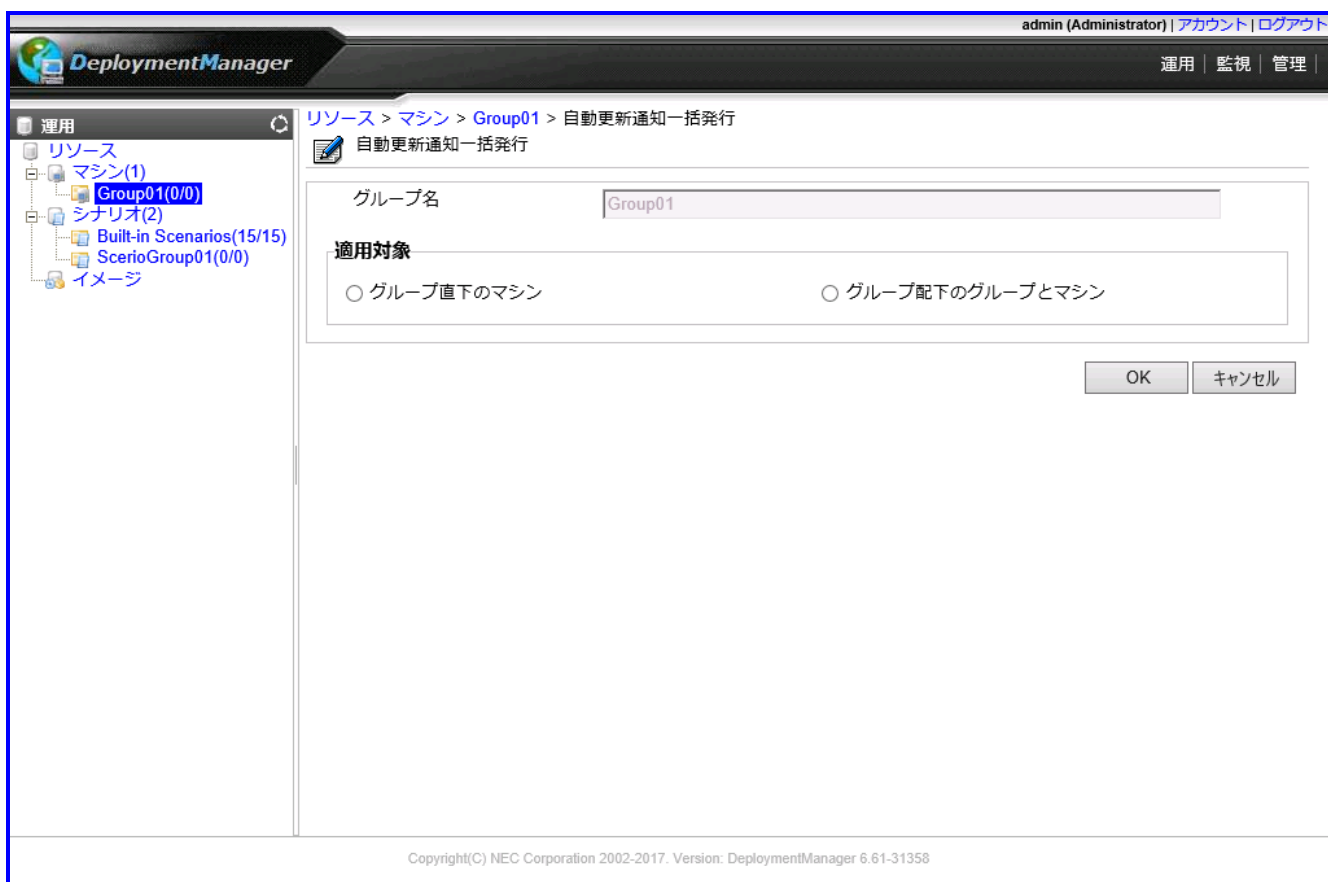 admin (Administrator) | アカウント | ログアウト
DeploymentManager
運用 | 監視 | 管理
運用
リソース
マシン(1)
Group01(0/0)
シナリオ(2)
Built-in Scenarios(15/15)
ScerioGroup01(0/0)
イメージ
リソース > マシン > Group01 > 自動更新通知一括発行
自動更新通知一括発行
グループ名
Group01
適用対象
グループ直下のマシン
グループ配下のグループとマシン
OK
キャンセル
Copyright(C) NEC Corporation 2002-2017. Version: DeploymentManager 6.61-31358